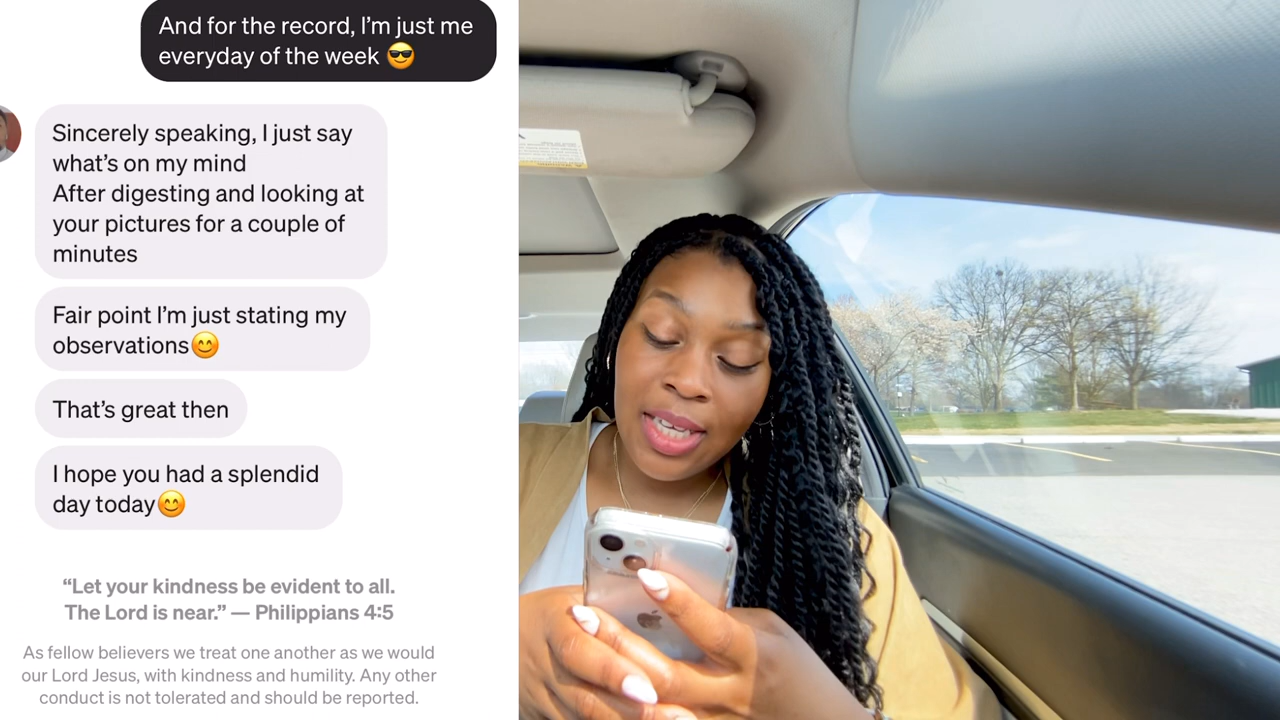 And for the record, I’m just me
everyday of the week 😎
Sincerely speaking, I just say
what’s on my mind
After digesting and looking at
your pictures for a couple of
minutes
Fair point I’m just stating my
observations😊
That’s great then
I hope you had a splendid
day today😊
“Let your kindness be evident to all.
The Lord is near.” — Philippians 4:5
As fellow believers we treat one another as we would
our Lord Jesus, with kindness and humility. Any other
conduct is not tolerated and should be reported.